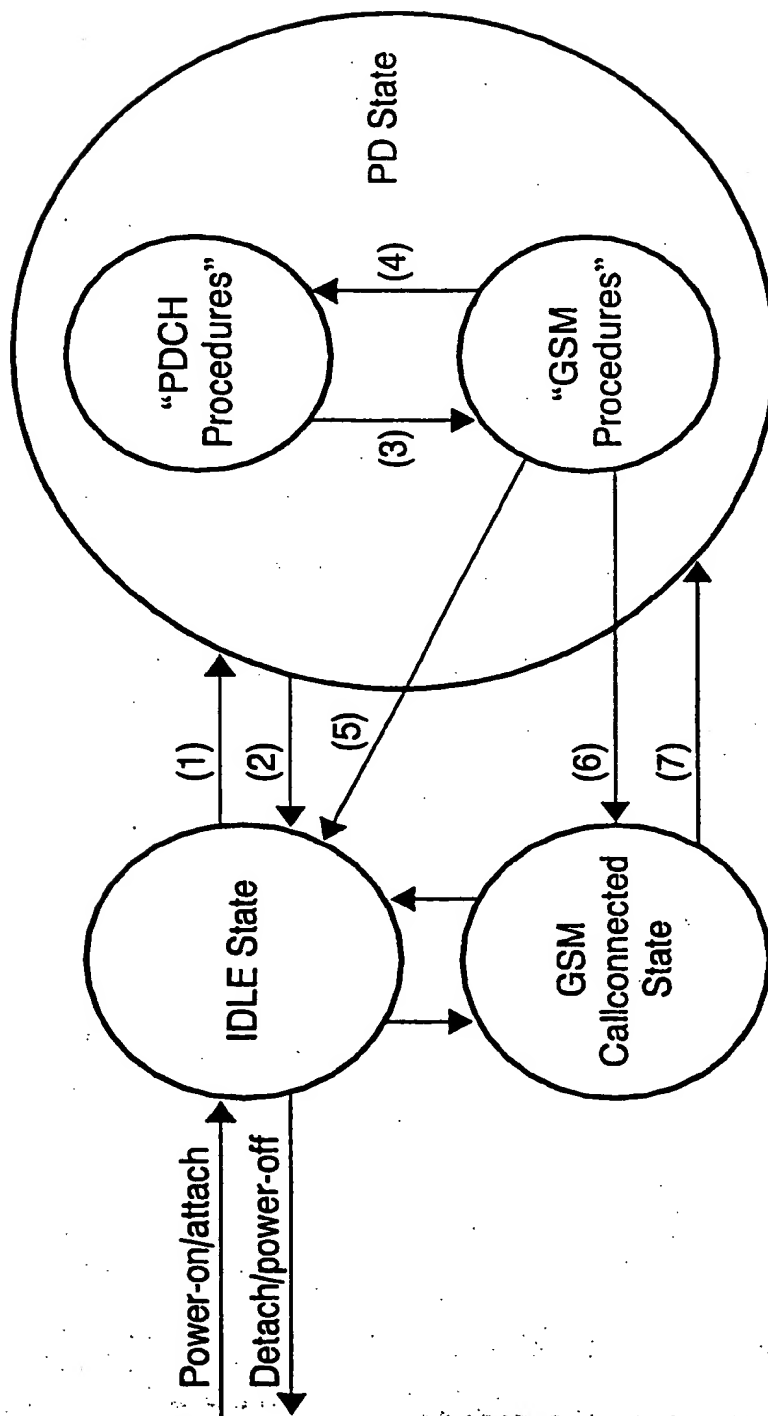 Power-on/attach
Detach/power-off
IDLE State
GSM
Callconnected
State
(1)
(2)
(5)
(6)
(7)
"PDCH
Procedures"
(3)
(4)
"GSM
Procedures"
PD State